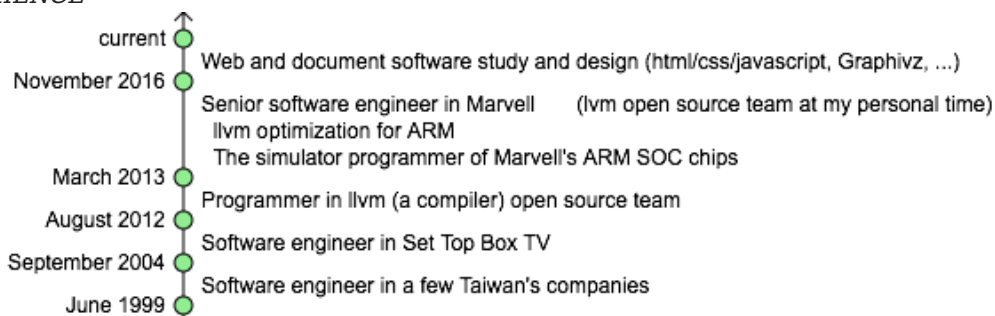 current
Web and document software study and design (html/css/javascript, Graphivz, ...)
November 2016
Senior software engineer in Marvell (lvm open source team at my personal time)
llvm optimization for ARM
The simulator programmer of Marvell's ARM SOC chips
March 2013
Programmer in llvm (a compiler) open source team
August 2012
Software engineer in Set Top Box TV
September 2004
Software engineer in a few Taiwan's companies
June 1999